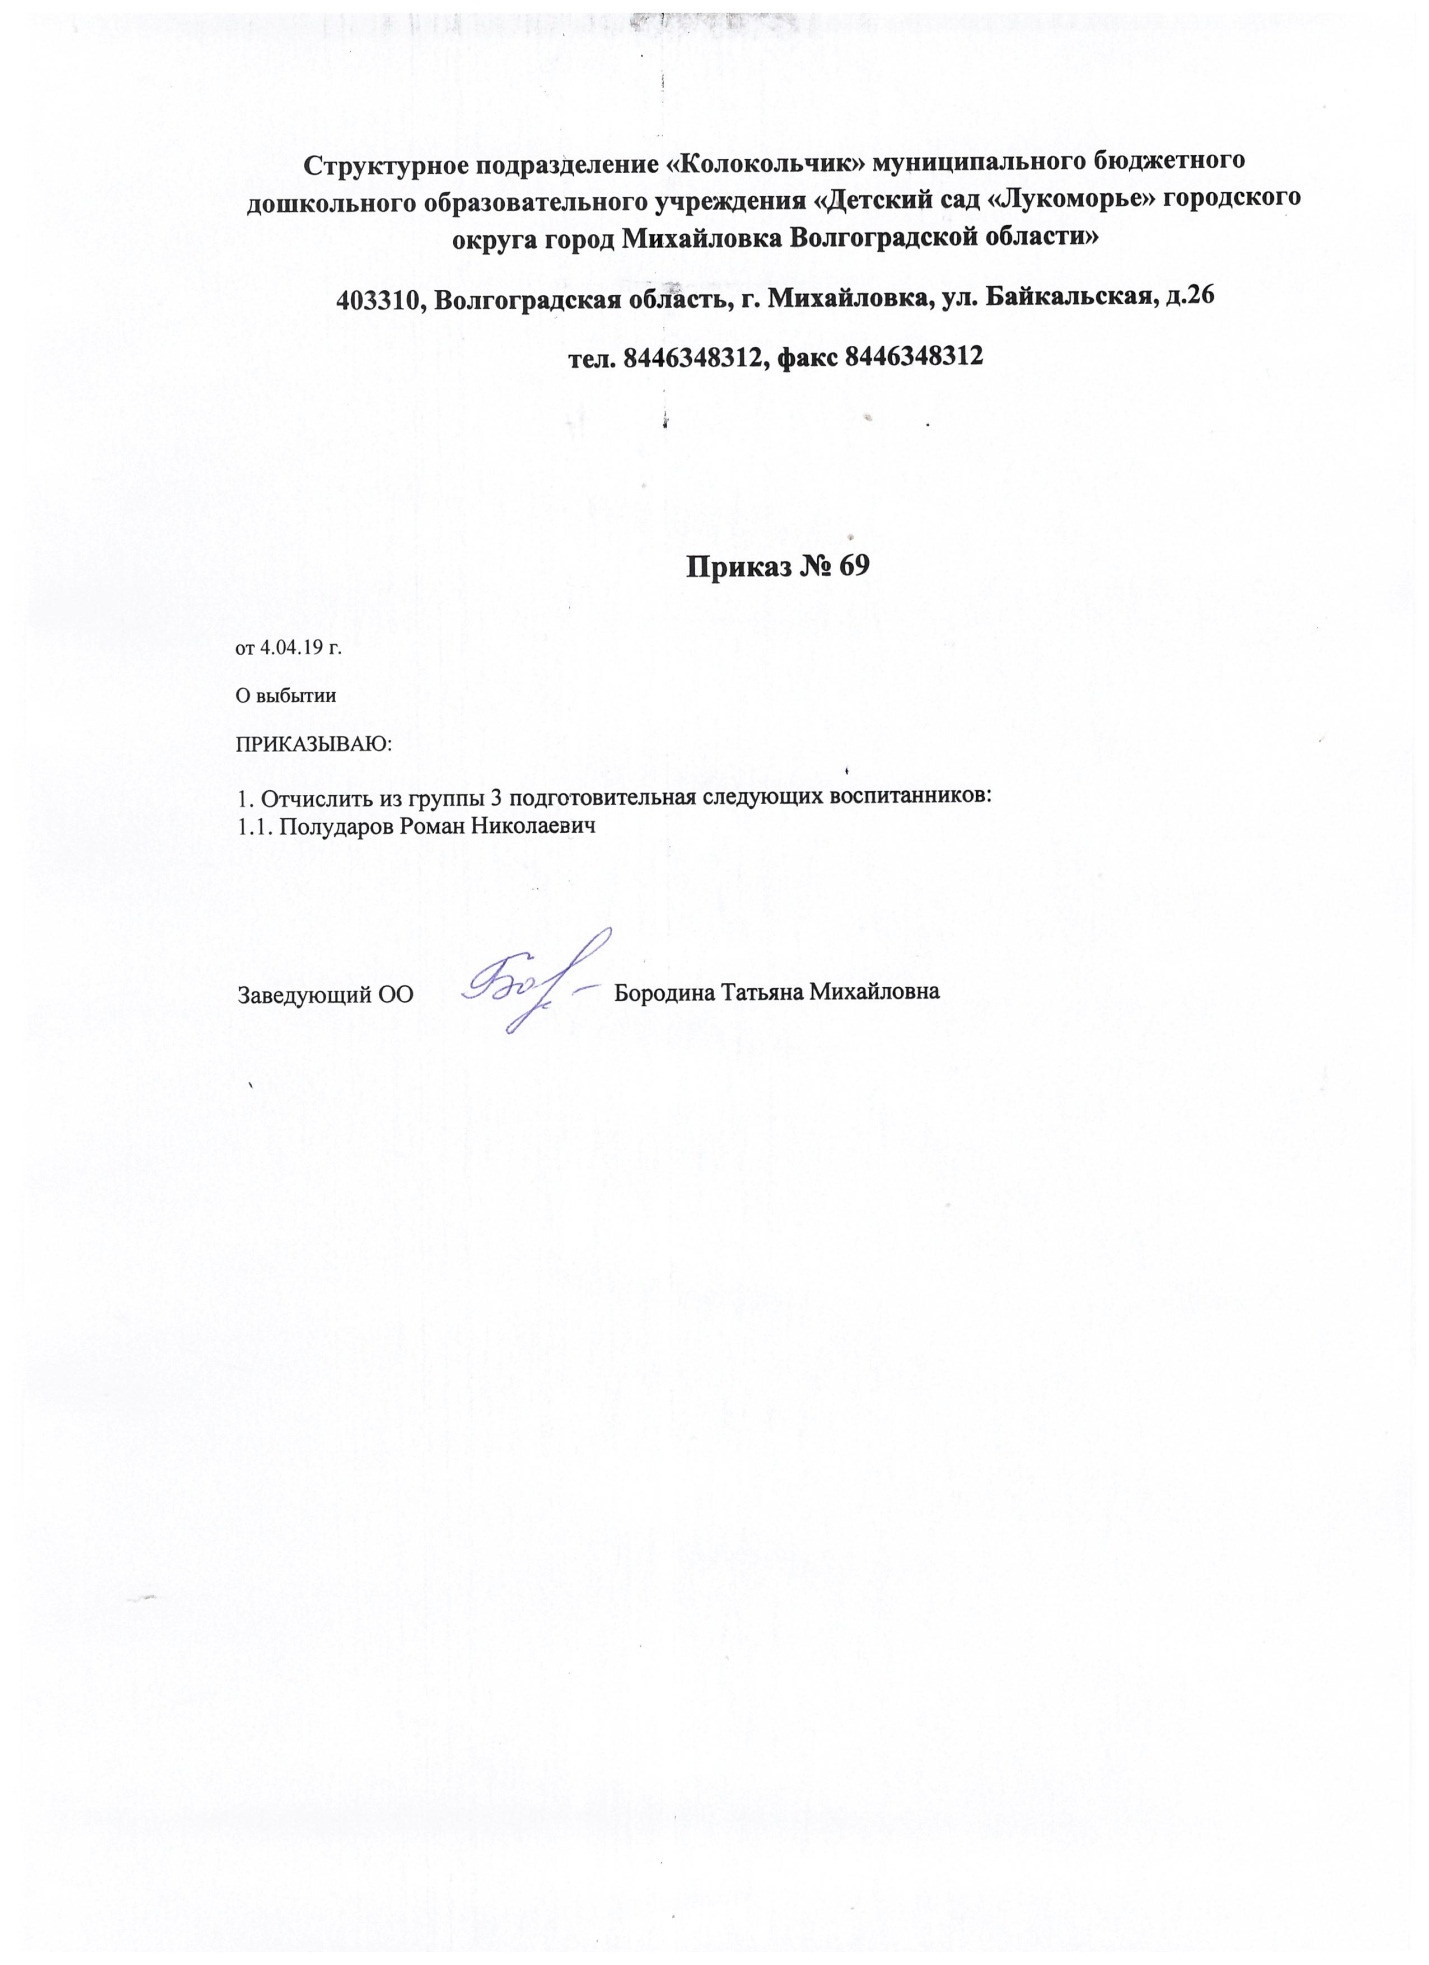 Структурное подразделение «Колокольчик» муниципального бюджетного
дошкольного образовательного учреждения «Детский сад «Лукоморье» городского
округа город Михайловка Волгоградской области»
403310, Волгоградская область, г. Михайловка, ул. Байкальская, д.26
тел. 8446348312, факс 8446348312
Приказ № 69
от 4.04.19 г.
О выбытии
ПРИКАЗЫВАЮ:
1. Отчислить из группы 3 подготовительная следующих воспитанников:
1.1. Полударов Роман Николаевич
Заведующий ОО Бородина Татьяна Михайловна